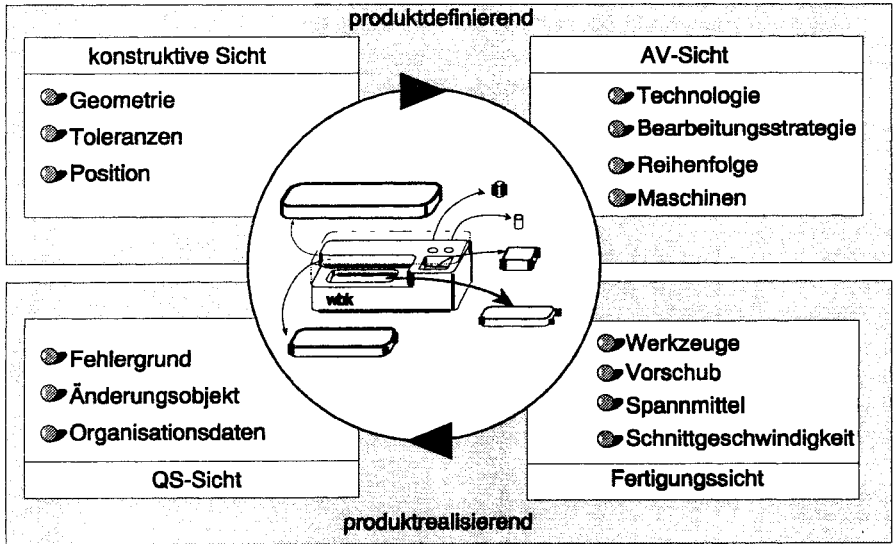 produktdefinierend
konstruktive Sicht
Geometrie
Toleranzen
Position
AV-Sicht
Technologie
Bearbeitungsstrategie
Reihenfolge
Maschinen
wbk
Fehlergrund
Änderungsobjekt
Organisationsdaten
QS-Sicht
Werkzeuge
Vorschub
Spannmittel
Schnittgeschwindigkeit
Fertigungssicht
produktrealisierend